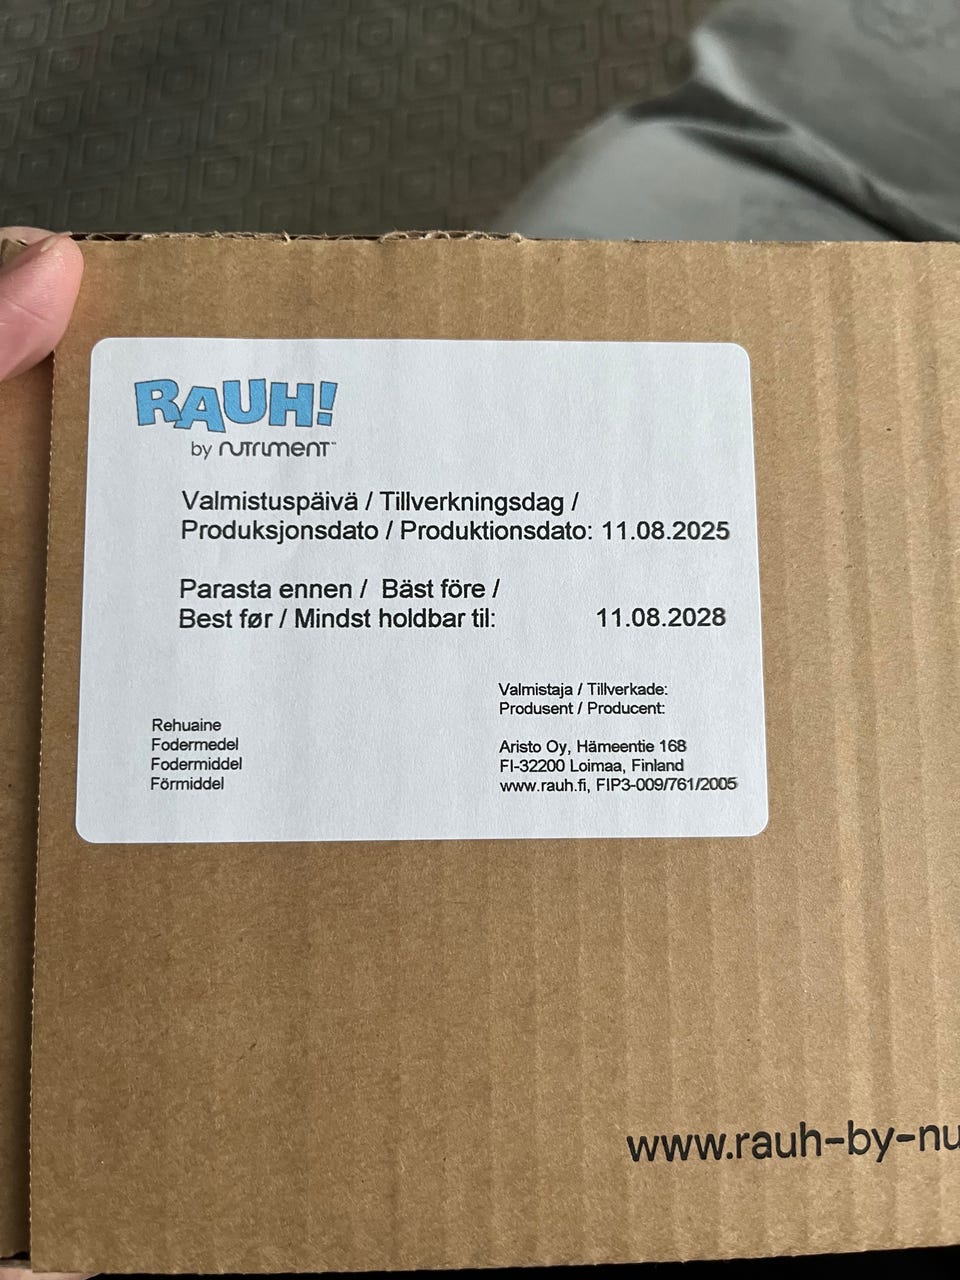 RAUH!
by nutriment™
Valmistuspäivä / Tillverkningsdag /
Produksjonsdato / Produktionsdato: 11.08.2025
Parasta ennen / Bäst före /
Best før / Mindst holdbar til: 11.08.2028
Valmistaja / Tillverkade:
Produsent / Producent:
Rehuaine
Fodermedel
Fodermiddel
Fôrmiddel
Aristo Oy, Hämeentie 168
FI-32200 Loimaa, Finland
www.rauh.fi, FIP3-009/761/2005
www.rauh-by-nu